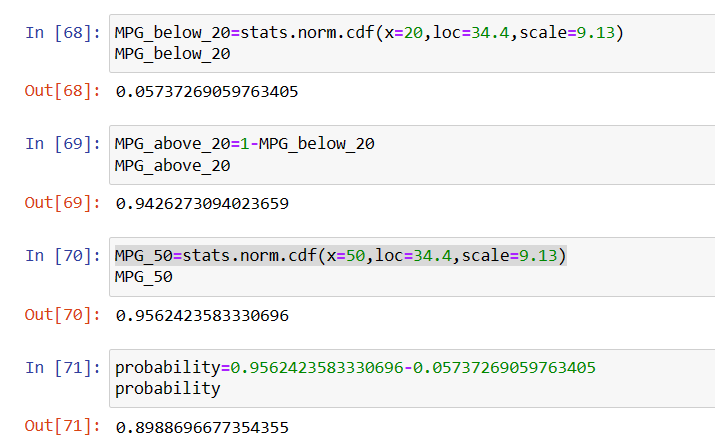 In [68]: MPG_below_20=stats.norm.cdf(x=20,loc=34.4,scale=9.13)
MPG_below_20
Out[68]: 0.05737269059763405
In [69]: MPG_above_20=1-MPG_below_20
MPG_above_20
Out[69]: 0.9426273094023659
In [70]: MPG_50=stats.norm.cdf(x=50,loc=34.4,scale=9.13)
MPG_50
Out[70]: 0.9562423583330696
In [71]: probability=0.9562423583330696-0.05737269059763405
probability
Out[71]: 0.8988696677354355